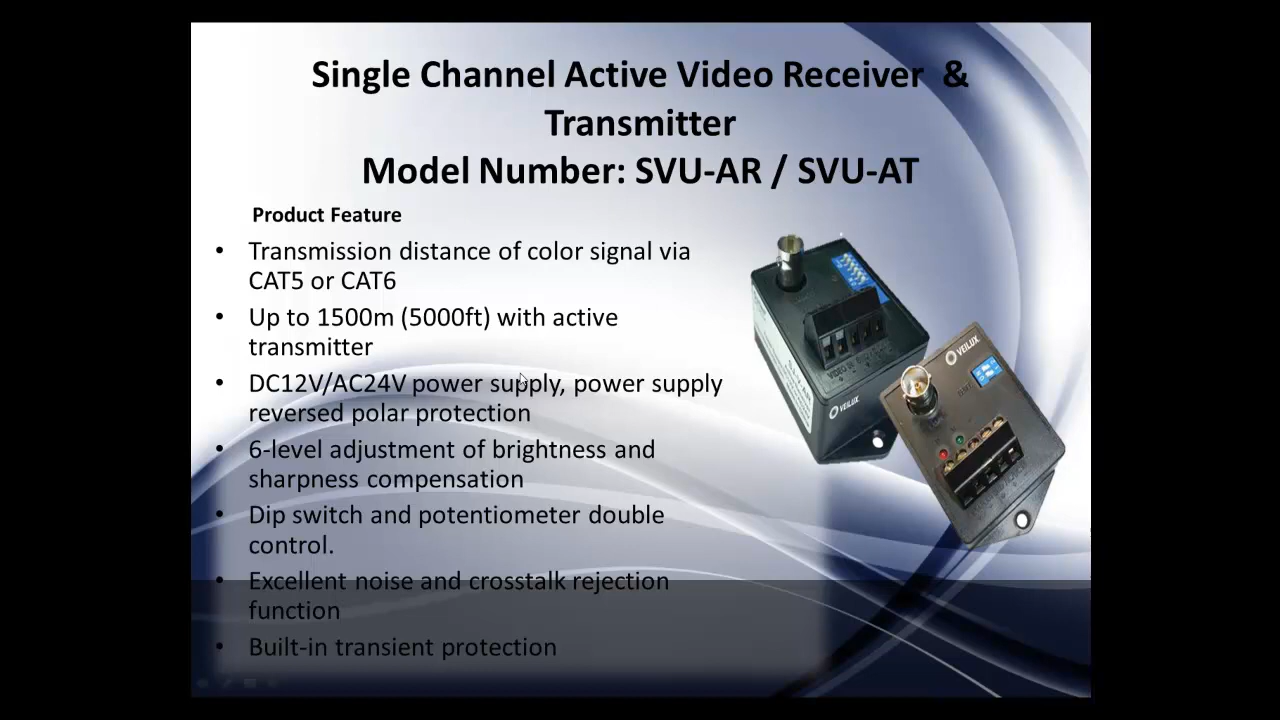 Single Channel Active Video Receiver &
Transmitter
Model Number: SVU-AR / SVU-AT
Product Feature
• Transmission distance of color signal via
CAT5 or CAT6
• Up to 1500m (5000ft) with active
transmitter
• DC12V/AC24V power supply, power supply
reversed polar protection
• 6-level adjustment of brightness and
sharpness compensation
• Dip switch and potentiometer double
control.
• Excellent noise and crosstalk rejection
function
• Built-in transient protection
VEILUX
VEILUX